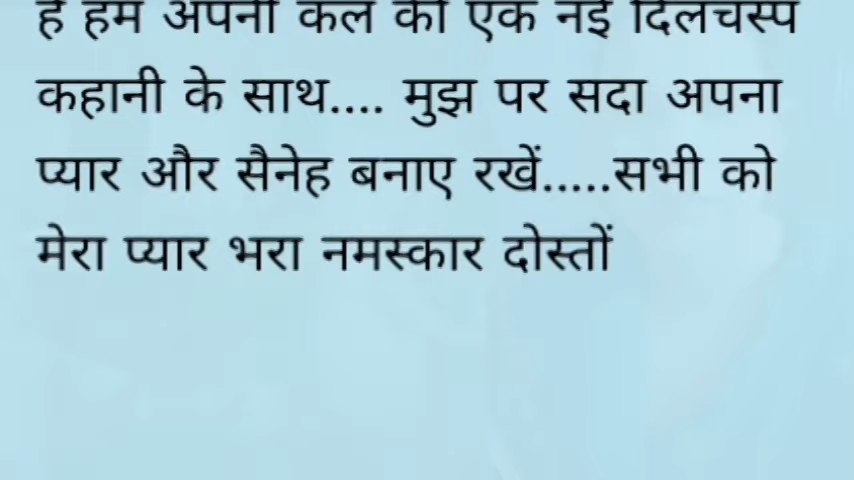 है हम अपनी कल की एक नई दिलचस्प
कहानी के साथ.... मुझ पर सदा अपना
प्यार और सैनेह बनाए रखें.....सभी को
मेरा प्यार भरा नमस्कार दोस्तों